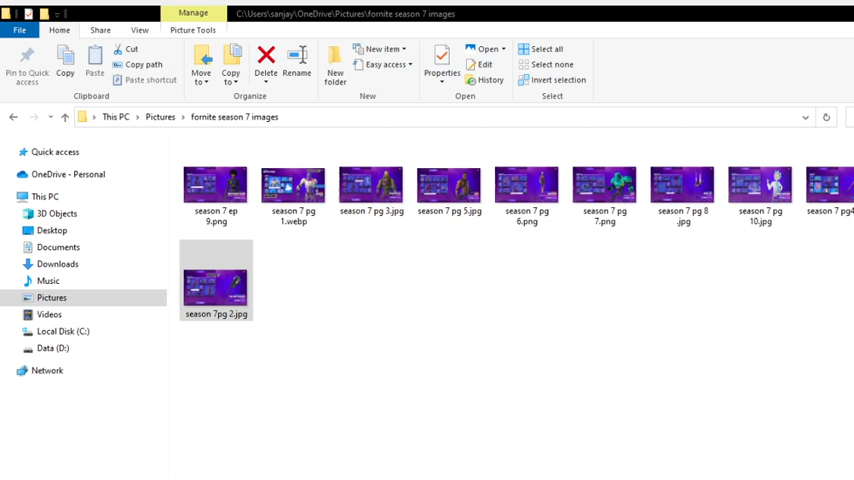 Manage
C:\Users\sanjay\OneDrive\Pictures\fornite season 7 images
File Home Share View Picture Tools
Pin to Quick access
Copy
Paste
Cut
Copy path
Paste shortcut
Clipboard
Move to
Copy to
Delete
Rename
Organize
New folder
New item
Easy access
New
Properties
Open
Edit
History
Open
Select all
Select none
Invert selection
Select
This PC > Pictures > fornite season 7 images
Quick access
OneDrive - Personal
This PC
3D Objects
Desktop
Documents
Downloads
Music
Pictures
Videos
Local Disk (C:)
Data (D:)
Network
season 7 ep
9.png
season 7 pg
1.webp
season 7 pg 3.jpg
season 7 pg 5.jpg
season 7 pg
6.png
season 7 pg
7.png
season 7 pg 8
.jpg
season 7 pg
10.jpg
season 7 pg4
season 7pg 2.jpg